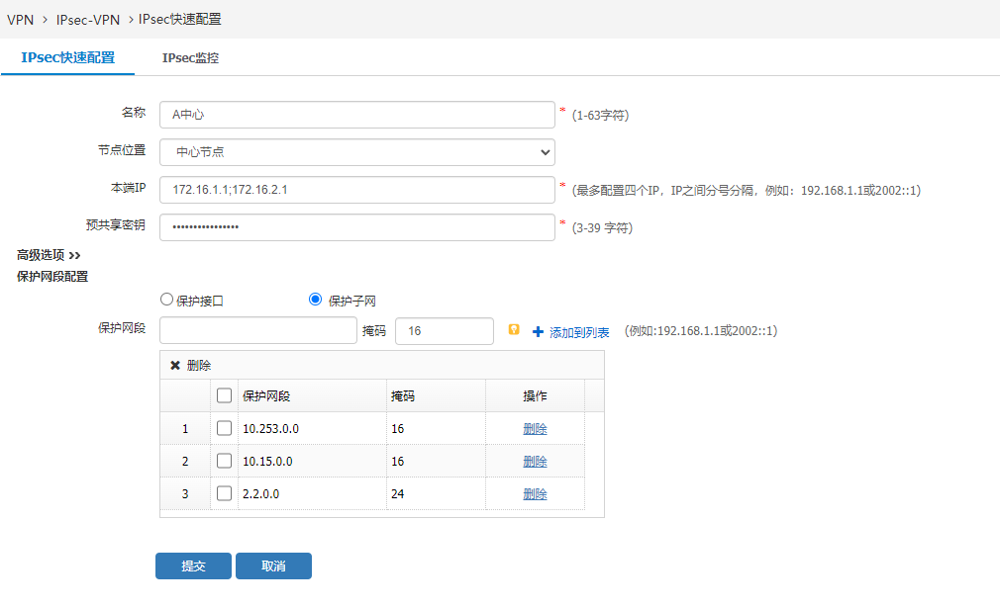 VPN > IPsec-VPN > IPsec快速配置
IPsec快速配置 IPsec监控
名称 A中心 * (1-63字符)
节点位置 中心节点
本端IP 172.16.1.1;172.16.2.1 * (最多配置四个IP，IP之间分号分隔，例如：192.168.1.1或2002::1)
预共享密钥 •••••••••••••••• * (3-39 字符)
高级选项 >>
保护网段配置
保护接口 保护子网
保护网段 掩码 16 ? 添加到列表 (例如:192.168.1.1或2002::1)
删除
保护网段 掩码 操作
1 10.253.0.0 16 删除
2 10.15.0.0 16 删除
3 2.2.0.0 24 删除
提交 取消